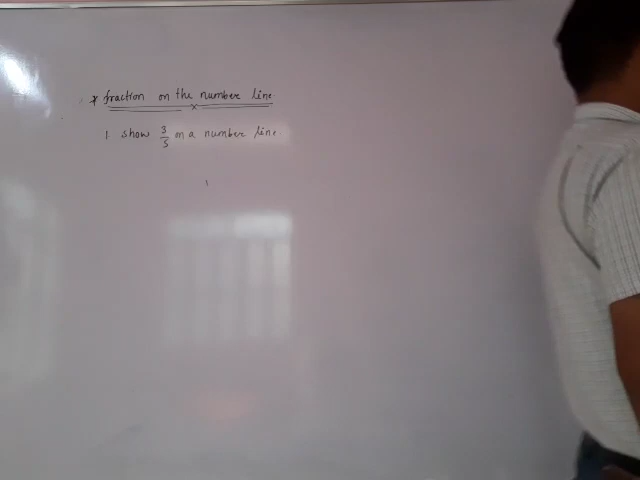 * fraction on the number line
1 show 3/5 on a number line